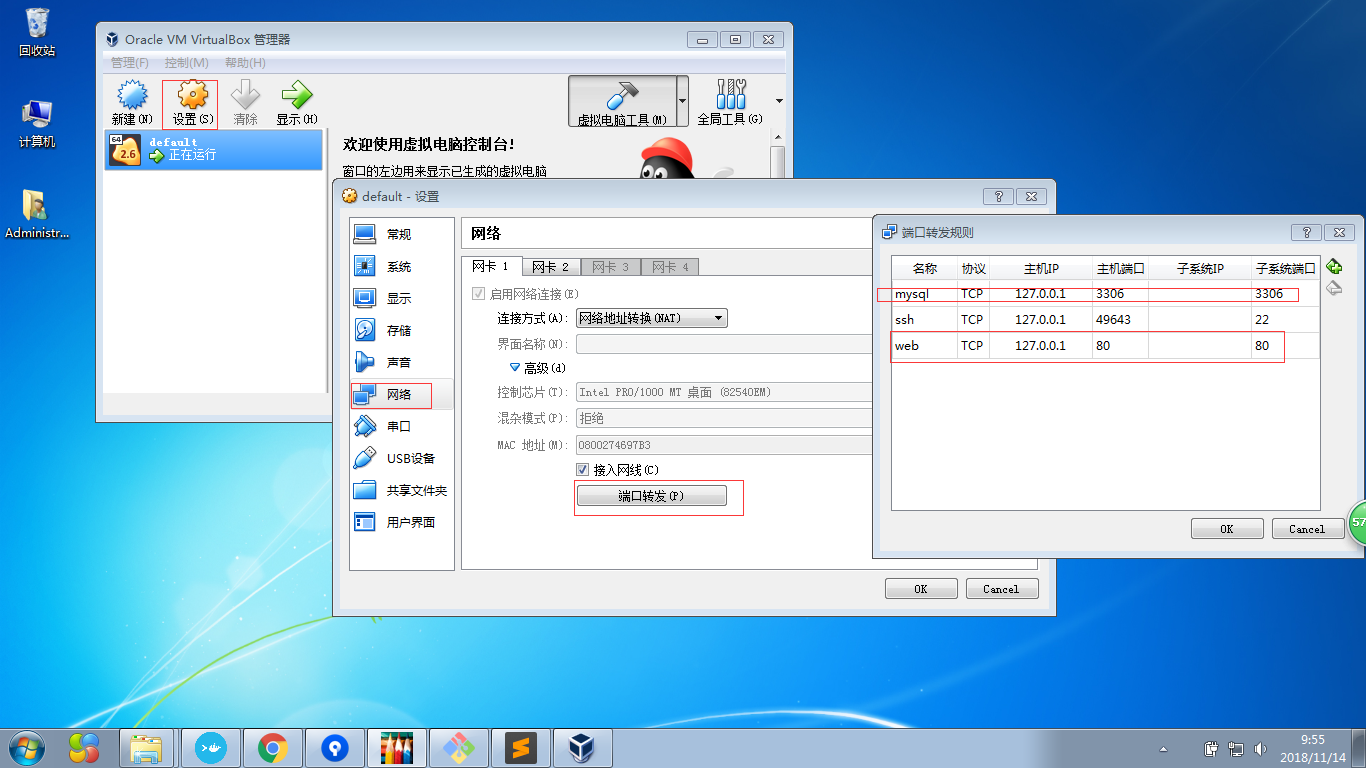 回收站
计算机
Administr...
Oracle VM VirtualBox 管理器
管理(F) 控制(M) 帮助(H)
新建(N) 设置(S) 清除 显示(H) 虚拟电脑工具(M) 全局工具(G)
64
2.6
default
正在运行
欢迎使用虚拟电脑控制台!
窗口的左边用来显示已生成的虚拟电脑
default - 设置
常规
系统
显示
存储
声音
网络
串口
USB设备
共享文件夹
用户界面
网络
网卡 1 网卡 2 网卡 3 网卡 4
启用网络连接(E)
连接方式(A): 网络地址转换(NAT)
界面名称(N):
高级(d)
控制芯片(T): Intel PRO/1000 MT 桌面 (82540EM)
混杂模式(P): 拒绝
MAC 地址(M): 0800274697B3
接入网线(C)
端口转发(P)
OK Cancel
端口转发规则
名称 协议 主机IP 主机端口 子系统IP 子系统端口
mysql TCP 127.0.0.1 3306 3306
ssh TCP 127.0.0.1 49643 22
web TCP 127.0.0.1 80 80
OK Cancel
57
9:55
2018/11/14